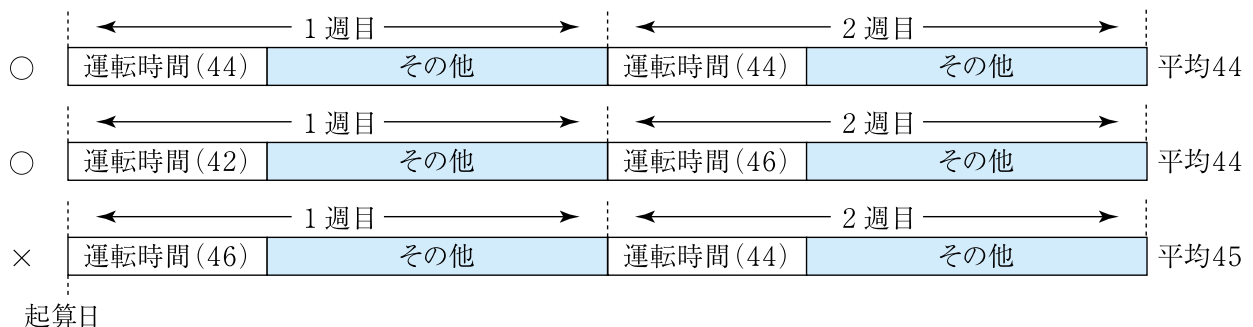 1週目 2週目
○ 運転時間(44) その他 運転時間(44) その他 平均44
1週目 2週目
○ 運転時間(42) その他 運転時間(46) その他 平均44
1週目 2週目
× 運転時間(46) その他 運転時間(44) その他 平均45
起算日